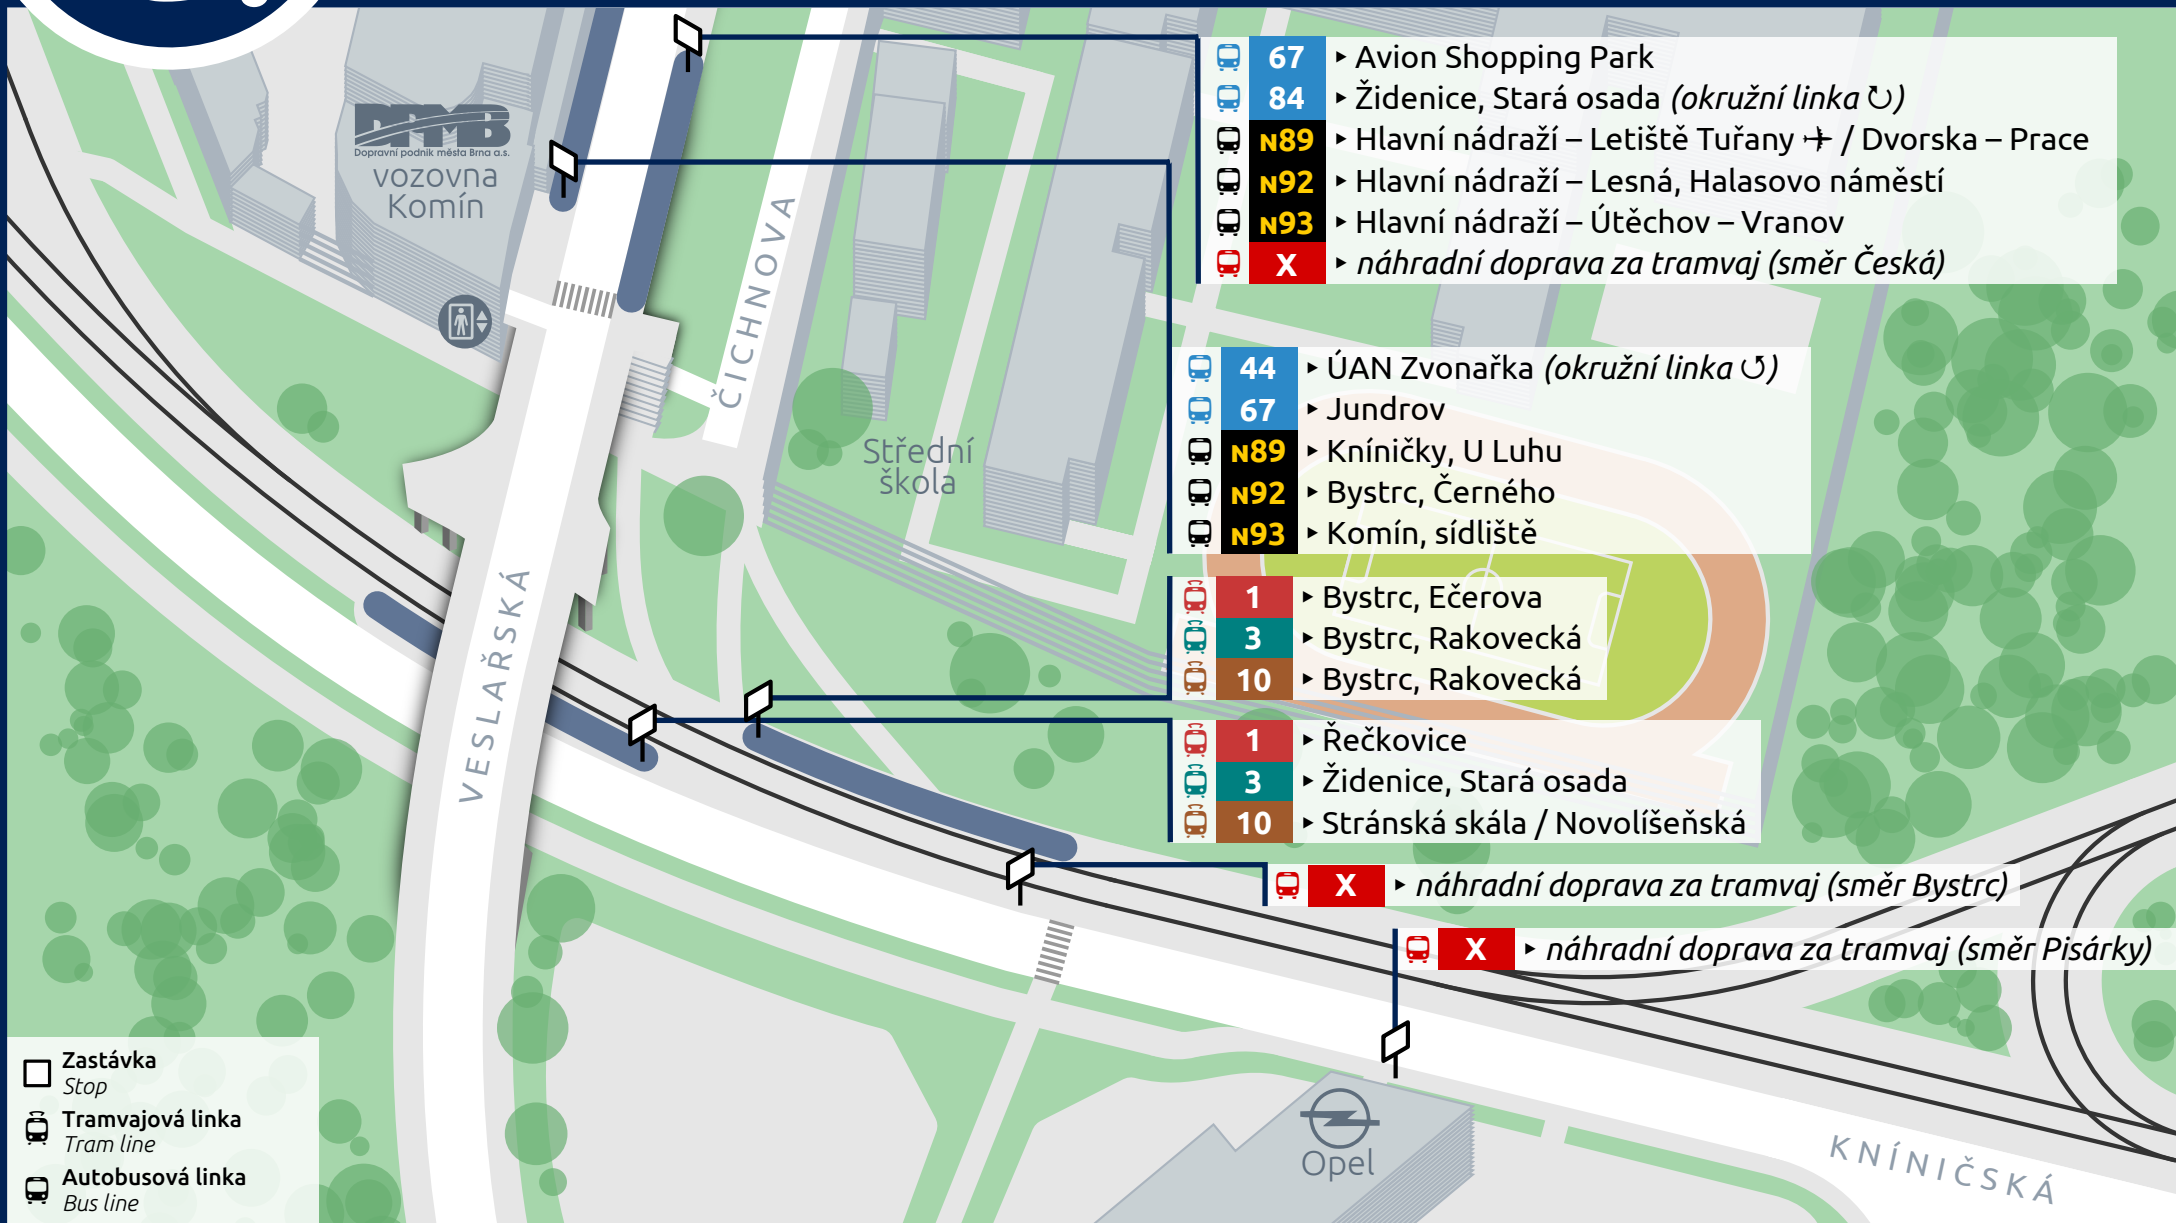 67 ‣ Avion Shopping Park
84 ‣ Židenice, Stará osada (okružní linka ↻)
N89 ‣ Hlavní nádraží – Letiště Tuřany ✈ / Dvorska – Prace
N92 ‣ Hlavní nádraží – Lesná, Halasovo náměstí
N93 ‣ Hlavní nádraží – Útěchov – Vranov
X ‣ náhradní doprava za tramvaj (směr Česká)
DPMB
Dopravní podnik města Brna a.s.
vozovna
Komín
ČICHNOVA
44 ‣ ÚAN Zvonařka (okružní linka ↺)
67 ‣ Jundrov
N89 ‣ Kníničky, U Luhu
N92 ‣ Bystrc, Černého
N93 ‣ Komín, sídliště
Střední
škola
VESLAŘSKÁ
1 ‣ Bystrc, Ečerova
3 ‣ Bystrc, Rakovecká
10 ‣ Bystrc, Rakovecká
1 ‣ Řečkovice
3 ‣ Židenice, Stará osada
10 ‣ Stránská skála / Novolíšeňská
X ‣ náhradní doprava za tramvaj (směr Bystrc)
X ‣ náhradní doprava za tramvaj (směr Pisárky)
Opel
KNÍNIČSKÁ
Zastávka
Stop
Tramvajová linka
Tram line
Autobusová linka
Bus line